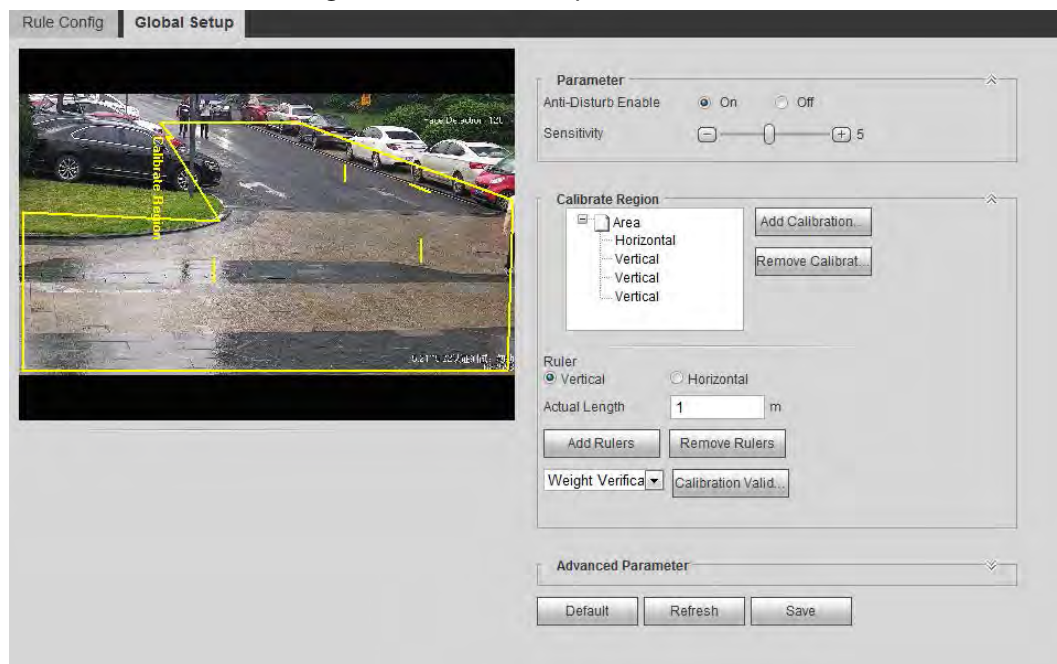 Rule Config Global Setup
Calibrate Region
Parameter
Anti-Disturb Enable On Off
Sensitivity - + 5
Calibrate Region
Area
Horizontal
Vertical
Vertical
Vertical
Add Calibration...
Remove Calibrat...
Ruler
Vertical Horizontal
Actual Length 1 m
Add Rulers Remove Rulers
Weight Verifica Calibration Valid...
Advanced Parameter
Default Refresh Save